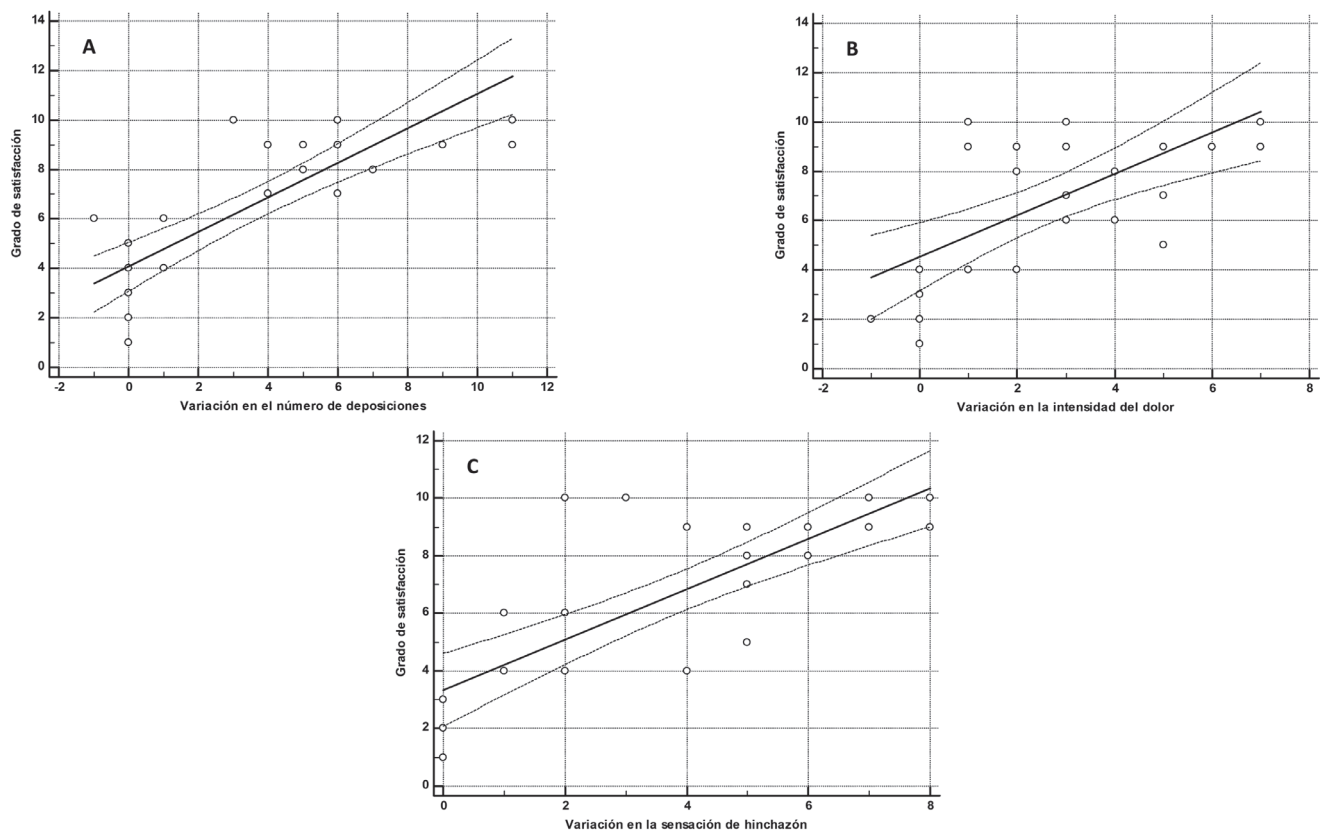 A
Grado de satisfacción
14
12
10
8
6
4
2
0
-2 0 2 4 6 8 10 12
Variación en el número de deposiciones
B
Grado de satisfacción
14
12
10
8
6
4
2
0
-2 0 2 4 6 8
Variación en la intensidad del dolor
C
Grado de satisfacción
12
10
8
6
4
2
0
0 2 4 6 8
Variación en la sensación de hinchazón